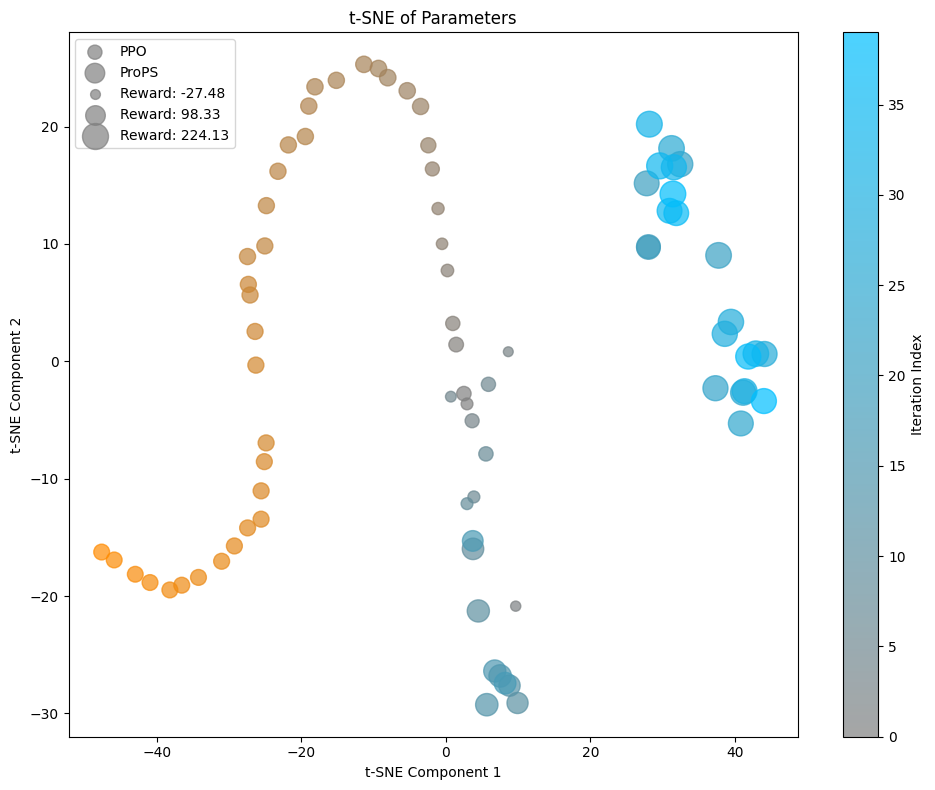 t-SNE of Parameters
PPO
ProPS
Reward: -27.48
Reward: 98.33
Reward: 224.13
20
10
0
−10
−20
−30
t-SNE Component 2
−40
−20
0
20
40
t-SNE Component 1
35
30
25
20
15
10
5
0
Iteration Index